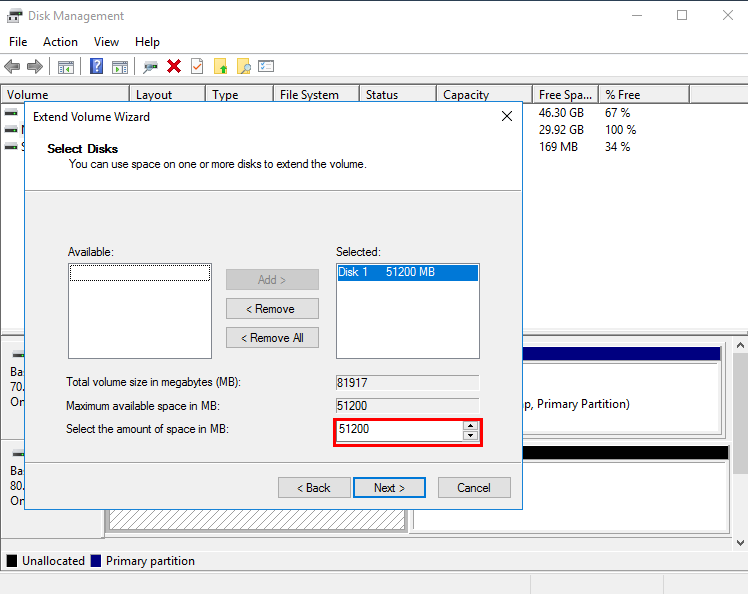 Disk Management
File Action View Help
Volume Layout Type File System Status Capacity Free Spa... % Free
46.30 GB 67 %
29.92 GB 100 %
169 MB 34 %
Extend Volume Wizard
Select Disks
You can use space on one or more disks to extend the volume.
Available: Selected:
Disk 1 51200 MB
Add >
< Remove
< Remove All
Total volume size in megabytes (MB): 81917
Maximum available space in MB: 51200
Select the amount of space in MB: 51200
< Back Next > Cancel
Ba
70.
On
p, Primary Partition)
Ba
80.
On
Unallocated Primary partition